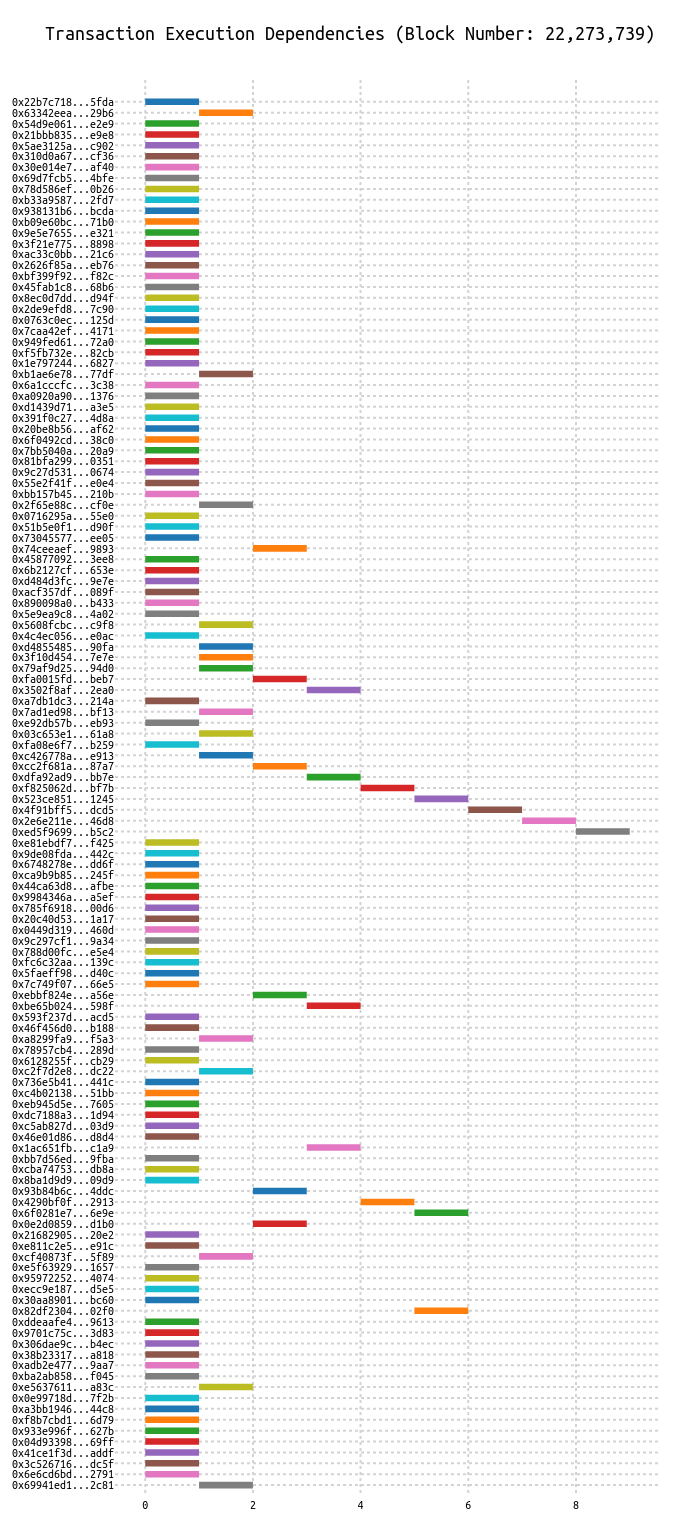 Transaction Execution Dependencies (Block Number: 22,273,739)
0x22b7c718...5fda
0x63342eea...29b6
0x54d9e061...e2e9
0x21bbb835...e9e8
0x5ae3125a...c902
0x310d0a67...cf36
0x30e014e7...af40
0x69d7fcb5...4bfe
0x78d586ef...0b26
0xb33a9587...2fd7
0x938131b6...bcda
0xb09e60bc...71b0
0x9e5e7655...e321
0x3f21e775...8898
0xac33c0bb...21c6
0x2626f85a...eb76
0xbf399f92...f82c
0x45fab1c8...68b6
0x8ec0d7dd...d94f
0x2de9efd8...7c90
0x0763c0ec...125d
0x7caa42ef...4171
0x949fed61...72a0
0xf5fb732e...82cb
0x1e797244...6827
0xb1ae6e78...77df
0x6a1cccfc...3c38
0xa0920a90...1376
0xd1439d71...a3e5
0x391f0c27...4d8a
0x20be8b56...af62
0x6f0492cd...38c0
0x7bb5040a...20a9
0x81bfa299...0351
0x9c27d531...0674
0x55e2f41f...e0e4
0xbb157b45...210b
0x2f65e88c...cf0e
0x0716295a...55e0
0x51b5e0f1...d90f
0x73045577...ee05
0x74ceeaef...9893
0x45877092...3ee8
0x6b2127cf...653e
0xd484d3fc...9e7e
0xacf357df...089f
0x890098a0...b433
0x5e9ea9c8...4a02
0x5608fcbc...c9f8
0x4c4ec056...e0ac
0xd4855485...90fa
0x3f10d454...7e7e
0x79af9d25...94d0
0xfa0015fd...beb7
0x3502f8af...2ea0
0xa7db1dc3...214a
0x7ad1ed98...bf13
0xe92db57b...eb93
0x03c653e1...61a8
0xfa08e6f7...b259
0xc426778a...e913
0xcc2f681a...87a7
0xdfa92ad9...bb7e
0xf825062d...bf7b
0x523ce851...1245
0x4f91bff5...dcd5
0x2e6e211e...46d8
0xed5f9699...b5c2
0xe81ebdf7...f425
0x9de08fda...442c
0x6748278e...dd6f
0xca9b9b85...245f
0x44ca63d8...afbe
0x9984346a...a5ef
0x785f6918...00d6
0x20c40d53...1a17
0x0449d319...460d
0x9c297cf1...9a34
0x788d00fc...e5e4
0xfc6c32aa...139c
0x5faeff98...d40c
0x7c749f07...66e5
0xebbf824e...a56e
0xbe65b024...598f
0x593f237d...acd5
0x46f456d0...b188
0xa8299fa9...f5a3
0x78957cb4...289d
0x6128255f...cb29
0xc2f7d2e8...dc22
0x736e5b41...441c
0xc4b02138...51bb
0xeb945d5e...7605
0xdc7188a3...1d94
0xc5ab827d...03d9
0x46e01d86...d8d4
0x1ac651fb...c1a9
0xbb7d56ed...9fba
0xcba74753...db8a
0x8ba1d9d9...09d9
0x93b84b6c...4ddc
0x4290bf0f...2913
0x6f0281e7...6e9e
0x0e2d0859...d1b0
0x21682905...20e2
0xe811c2e5...e91c
0xcf40873f...5f89
0xe5f63929...1657
0x95972252...4074
0xecc9e187...d5e5
0x30aa8901...bc60
0x82df2304...02f0
0xddeaafe4...9613
0x9701c75c...3d83
0x306dae9c...b4ec
0x38b23317...a818
0xadb2e477...9aa7
0xba2ab858...f045
0xe5637611...a83c
0x0e99718d...7f2b
0xa3bb1946...44c8
0xf8b7cbd1...6d79
0x933e996f...627b
0x04d93398...69ff
0x41ce1f3d...addf
0x3c526716...dc5f
0x6e6cd6bd...2791
0x69941ed1...2c81
0 2 4 6 8